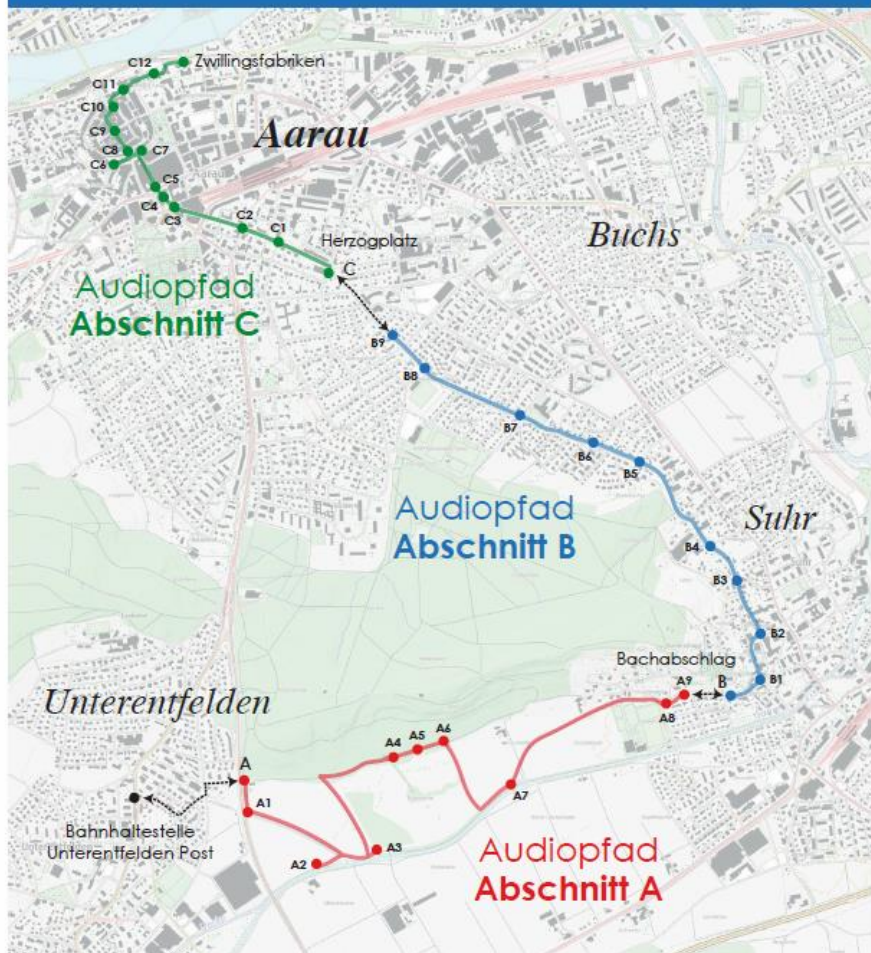 Zwillingsfabriken
C12
C11
C10
C9
C8
C7
C6
Aarau
Aarau
C5
C4
C3
C2
C1
Herzogplatz
C
Buchs
Audiopfad
Abschnitt C
B9
B8
B7
B6
B5
Audiopfad
Abschnitt B
Suhr
B4
B3
B2
Bachabschlag
A9
B
B1
A8
Unterentfelden
A6
A5
A4
A
A7
A1
Bahnhaltestelle
Unterentfelden Post
A3
A2
Audiopfad
Abschnitt A